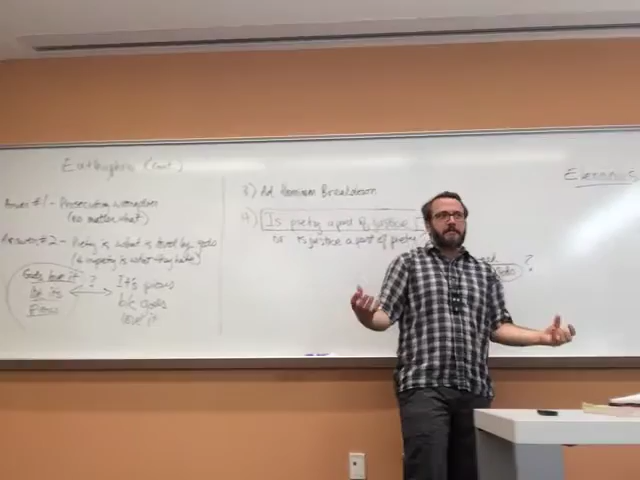 Euthyphro (cont)
Answer #1 - Prosecuting wrongdoers
(no matter what)
Answer #2 - Piety is what is loved by gods
(& impiety is what they hate)
Gods love it
b/c it's
Pious
?
It's pious
b/c gods
love it
3) Ad Hominem Breakdown
4) Is piety a part of justice
or is justice a part of piety
?